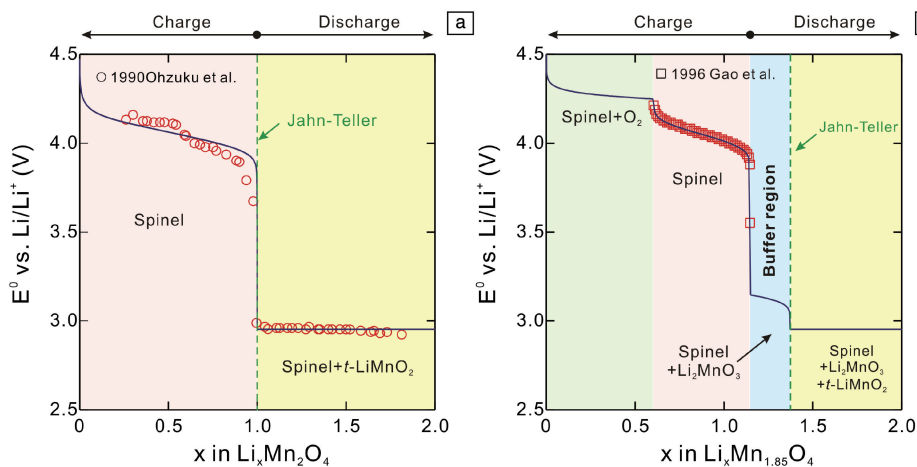 Charge Discharge a
4.5
4.0
3.5
3.0
2.5
E⁰ vs. Li/Li⁺ (V)
1990Ohzuku et al.
Jahn-Teller
Spinel
Spinel+t-LiMnO₂
0 0.5 1.0 1.5 2.0
x in LiₓMn₂O₄
Charge Discharge
4.5
4.0
3.5
3.0
2.5
E⁰ vs. Li/Li⁺ (V)
1996 Gao et al.
Spinel+O₂
Jahn-Teller
Spinel
Buffer region
Spinel
+Li₂MnO₃
Spinel
+Li₂MnO₃
+t-LiMnO₂
0 0.5 1.0 1.5 2.0
x in LiₓMn₁.₈₅O₄